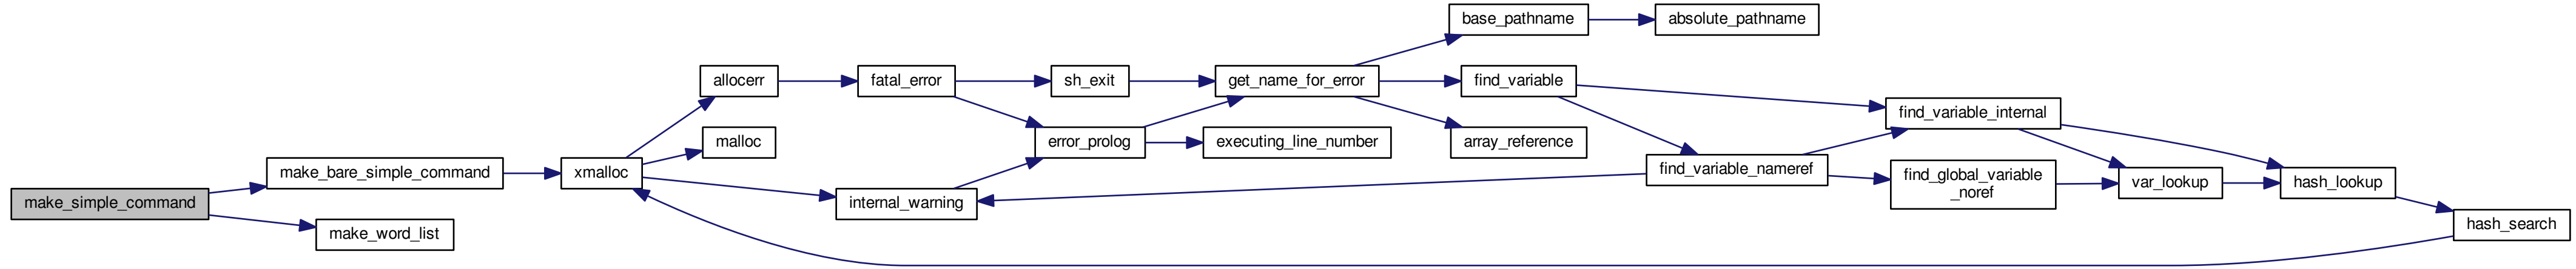 make_simple_command
make_bare_simple_command
make_word_list
xmalloc
allocerr
malloc
internal_warning
fatal_error
sh_exit
error_prolog
get_name_for_error
executing_line_number
base_pathname
absolute_pathname
find_variable
array_reference
find_variable_nameref
find_variable_internal
find_global_variable
_noref
var_lookup
hash_lookup
hash_search